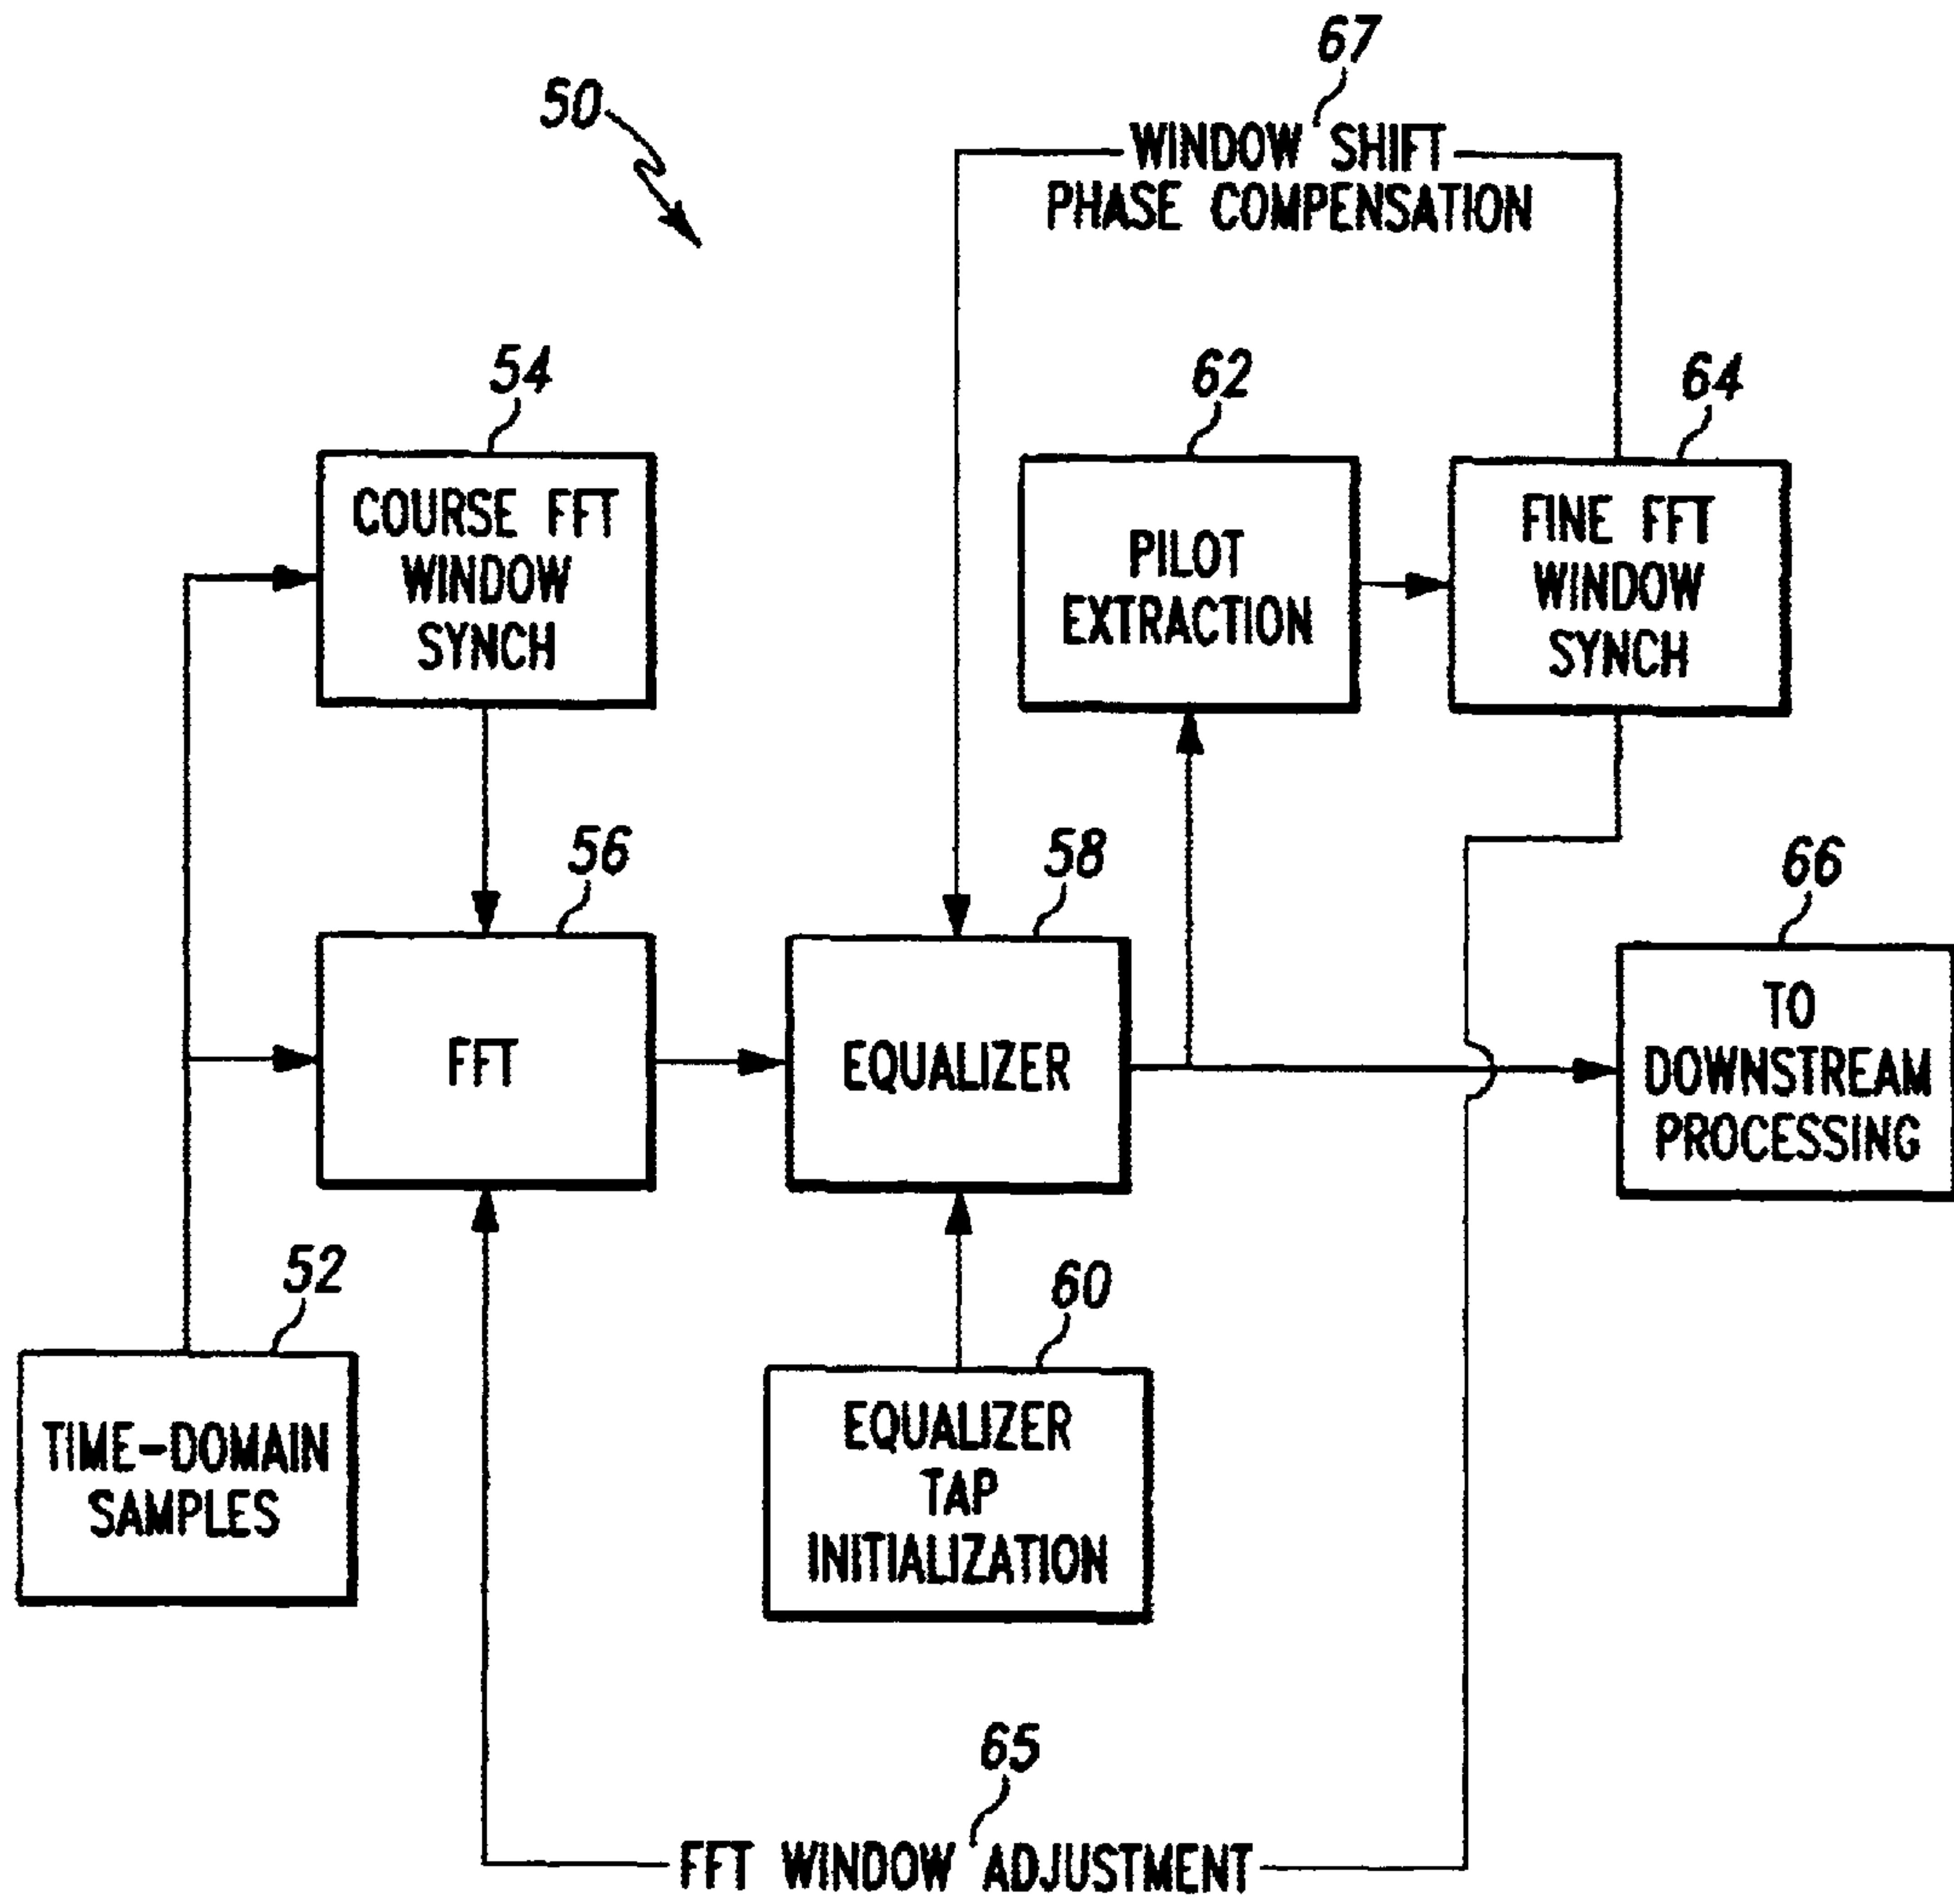 67
50
WINDOW SHIFT
PHASE COMPENSATION
54
62
64
COURSE FFT
WINDOW
SYNCH
PILOT
EXTRACTION
FINE FFT
WINDOW
SYNCH
56
58
66
FFT
EQUALIZER
TO
DOWNSTREAM
PROCESSING
52
60
TIME-DOMAIN
SAMPLES
EQUALIZER
TAP
INITIALIZATION
65
FFT WINDOW ADJUSTMENT